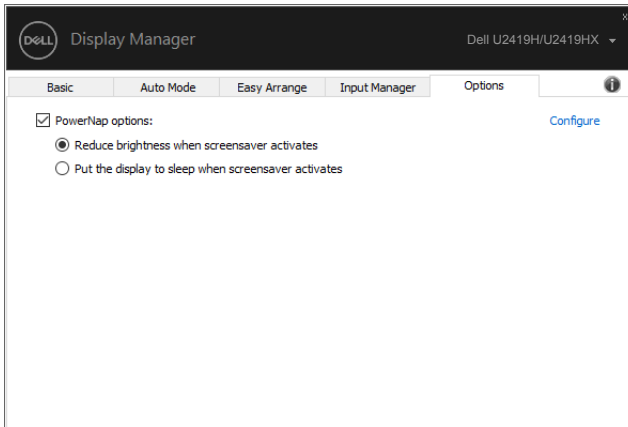 x
DELL Display Manager Dell U2419H/U2419HX
Basic Auto Mode Easy Arrange Input Manager Options
PowerNap options: Configure
Reduce brightness when screensaver activates
Put the display to sleep when screensaver activates